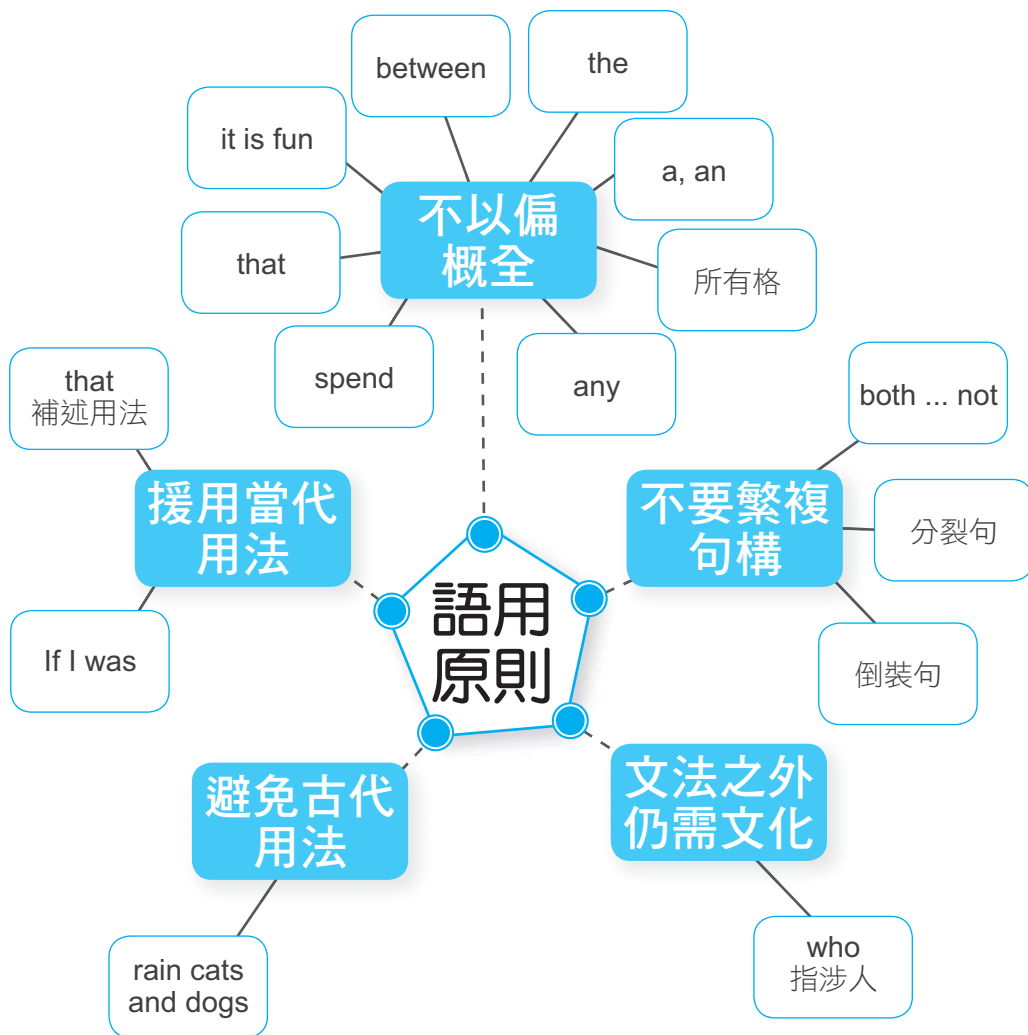 between
the
it is fun
a, an
不以偏
概全
that
所有格
spend
any
that
補述用法
both ... not
援用當代
用法
不要繁複
句構
分裂句
If I was
語用
原則
倒裝句
避免古代
用法
文法之外
仍需文化
rain cats
and dogs
who
指涉人